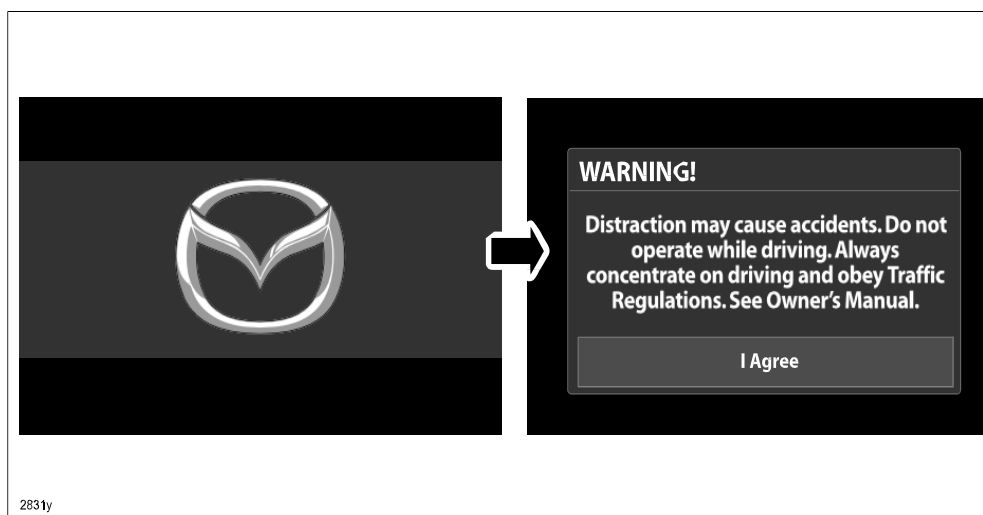 WARNING!
Distraction may cause accidents. Do not
operate while driving. Always
concentrate on driving and obey Traffic
Regulations. See Owner's Manual.
I Agree
2831y